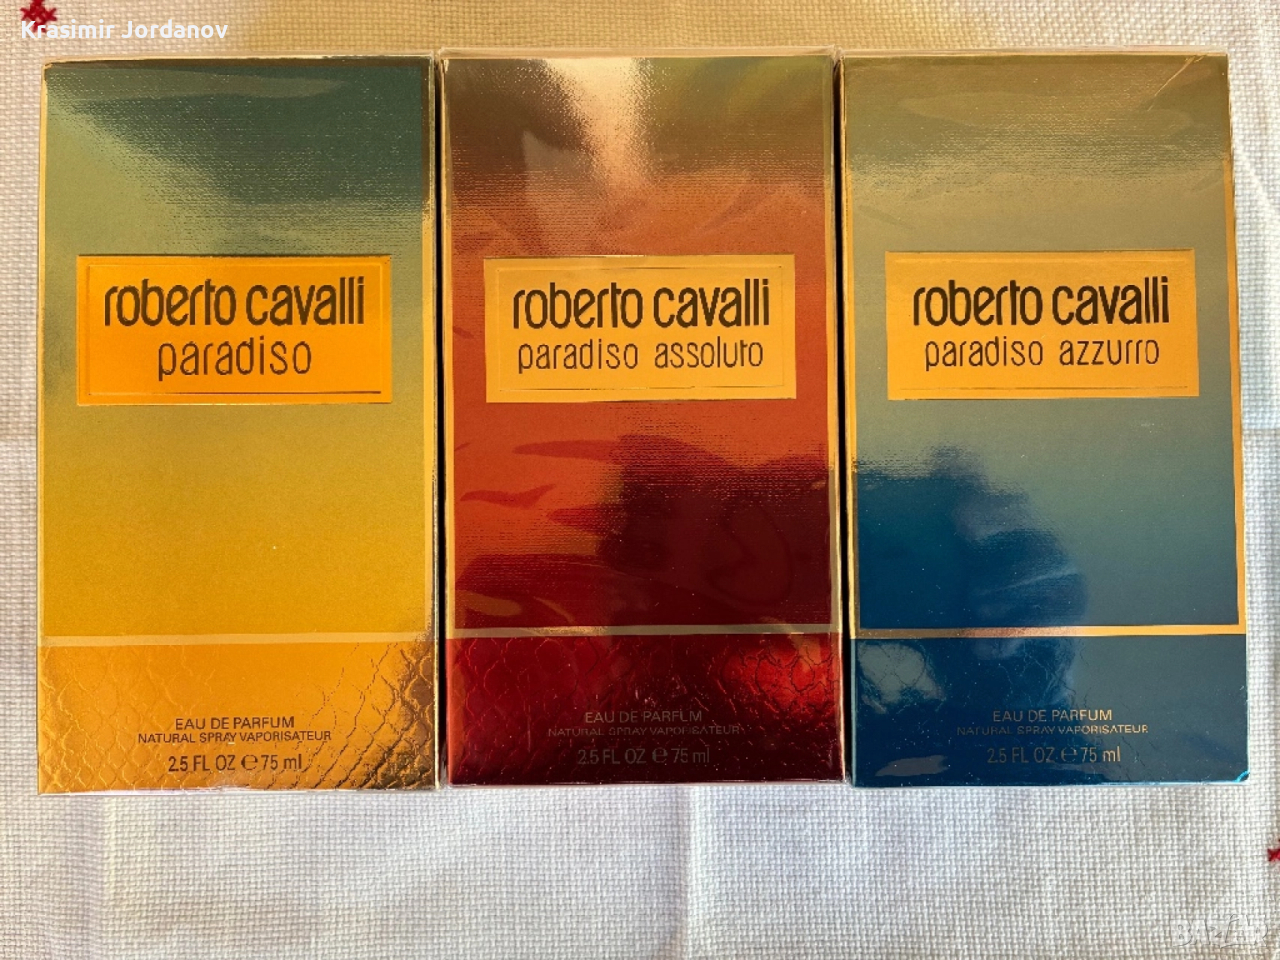 Krasimir Jordanov
roberto cavalli
paradiso
EAU DE PARFUM
NATURAL SPRAY VAPORISATEUR
2.5 FL OZ e 75 ml
roberto cavalli
paradiso assoluto
EAU DE PARFUM
NATURAL SPRAY VAPORISATEUR
2.5 FL OZ e 75 ml
roberto cavalli
paradiso azzurro
EAU DE PARFUM
NATURAL SPRAY VAPORISATEUR
2.5 FL OZ e 75 ml
BAZAR